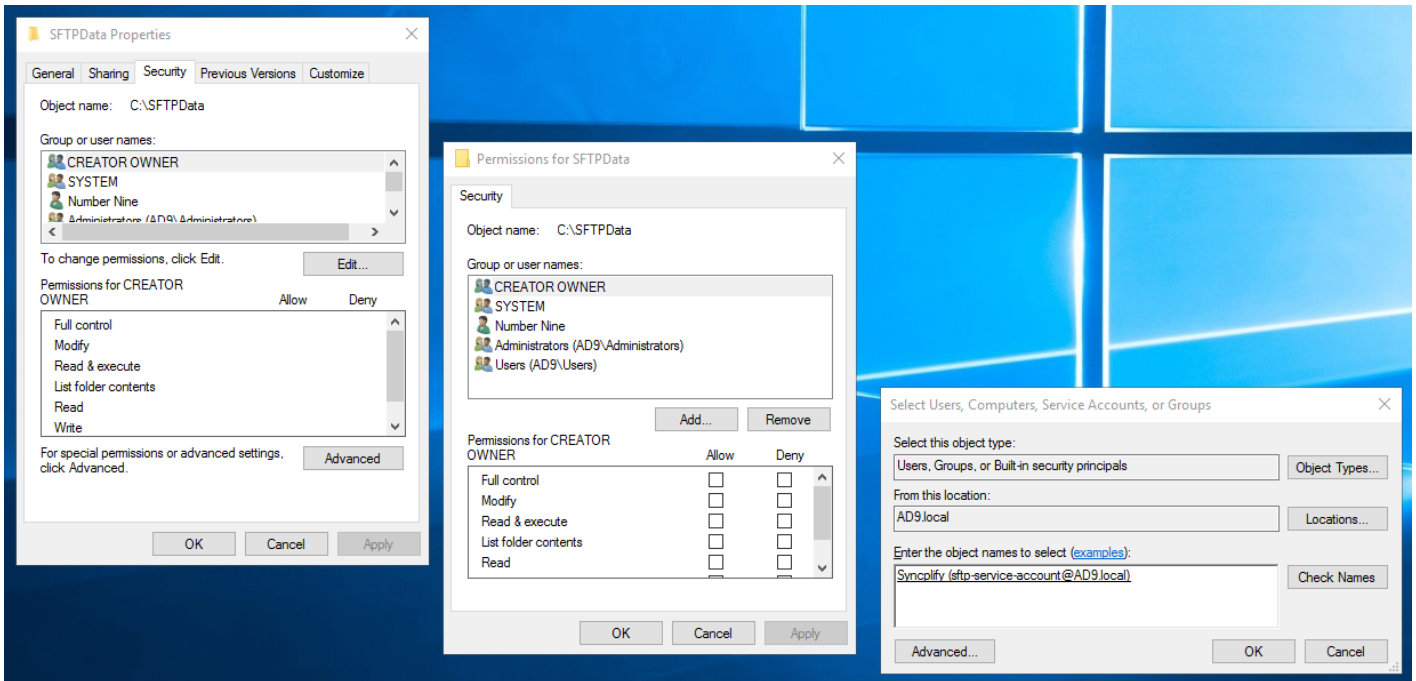 SFTPData Properties
General Sharing Security Previous Versions Customize
Object name: C:\SFTPData
Group or user names:
CREATOR OWNER
SYSTEM
Number Nine
Administrators (AD9\Administrators)
To change permissions, click Edit.
Edit...
Permissions for CREATOR
OWNER Allow Deny
Full control
Modify
Read & execute
List folder contents
Read
Write
For special permissions or advanced settings,
click Advanced.
Advanced
OK Cancel Apply
Permissions for SFTPData
Security
Object name: C:\SFTPData
Group or user names:
CREATOR OWNER
SYSTEM
Number Nine
Administrators (AD9\Administrators)
Users (AD9\Users)
Add... Remove
Permissions for CREATOR
OWNER Allow Deny
Full control
Modify
Read & execute
List folder contents
Read
OK Cancel Apply
Select Users, Computers, Service Accounts, or Groups
Select this object type:
Users, Groups, or Built-in security principals
Object Types...
From this location:
AD9.local
Locations...
Enter the object names to select (examples):
Syncplify (sftp-service-account@AD9.local)
Check Names
Advanced...
OK Cancel